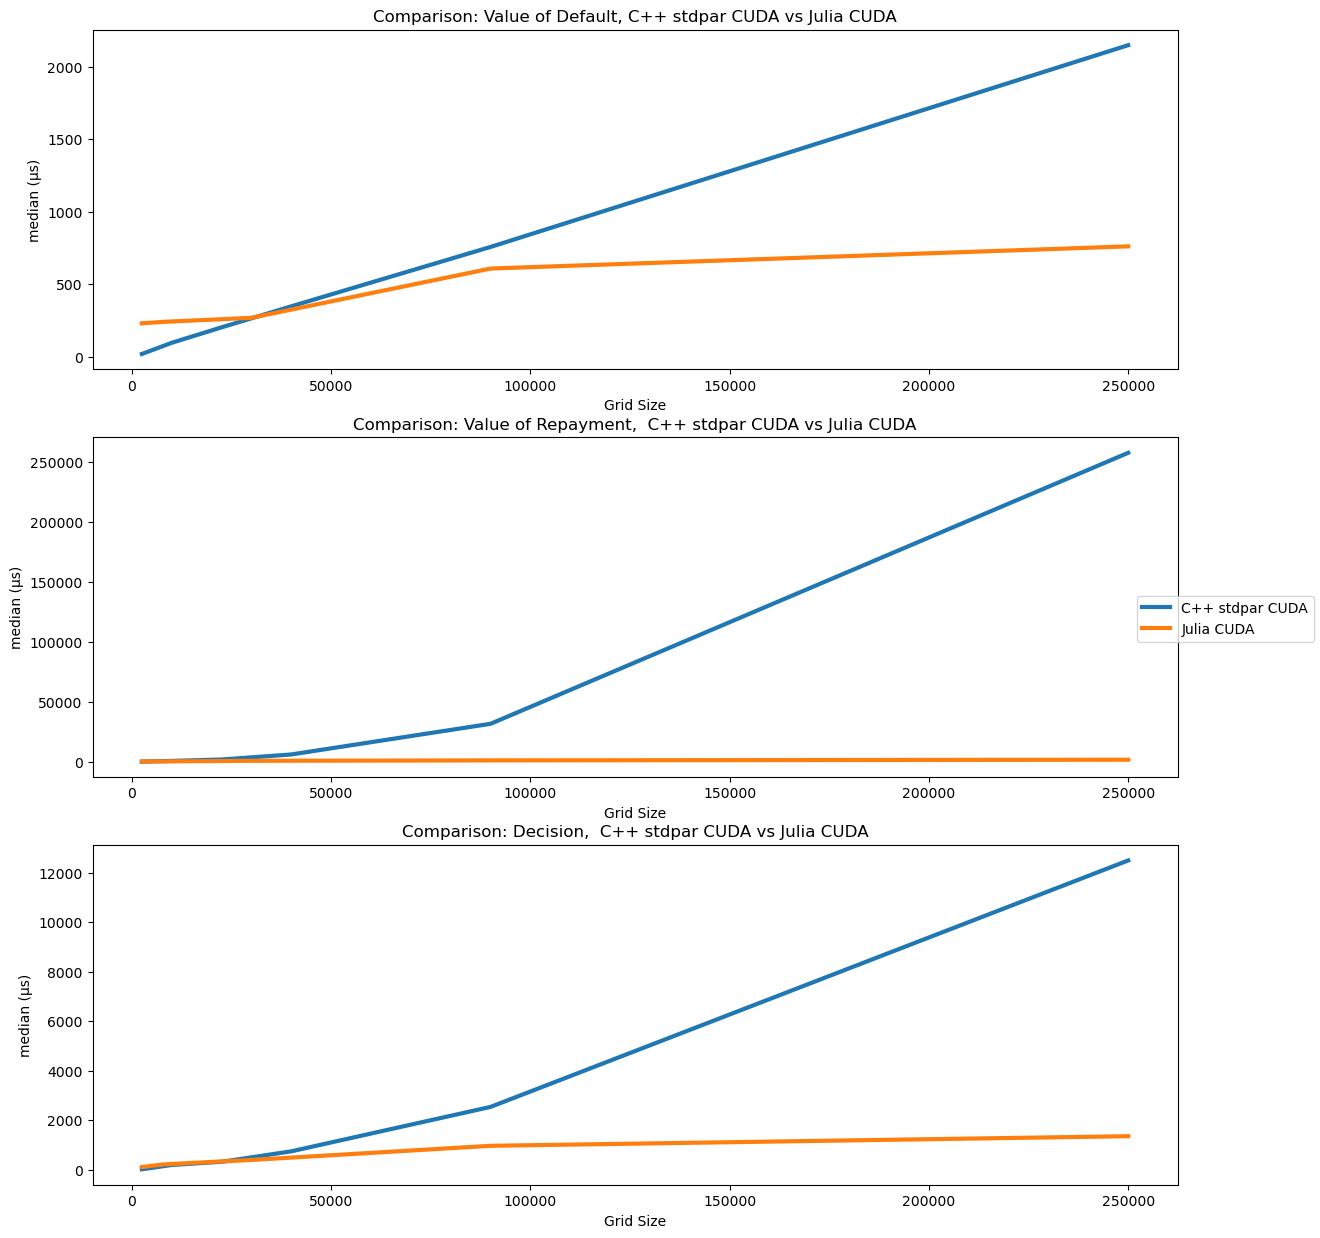 Comparison: Value of Default, C++ stdpar CUDA vs Julia CUDA
median (μs)
2000
1500
1000
500
0
0 50000 100000 150000 200000 250000
Grid Size
Comparison: Value of Repayment,  C++ stdpar CUDA vs Julia CUDA
median (μs)
250000
200000
150000
100000
50000
0
C++ stdpar CUDA
Julia CUDA
0 50000 100000 150000 200000 250000
Grid Size
Comparison: Decision,  C++ stdpar CUDA vs Julia CUDA
median (μs)
12000
10000
8000
6000
4000
2000
0
0 50000 100000 150000 200000 250000
Grid Size